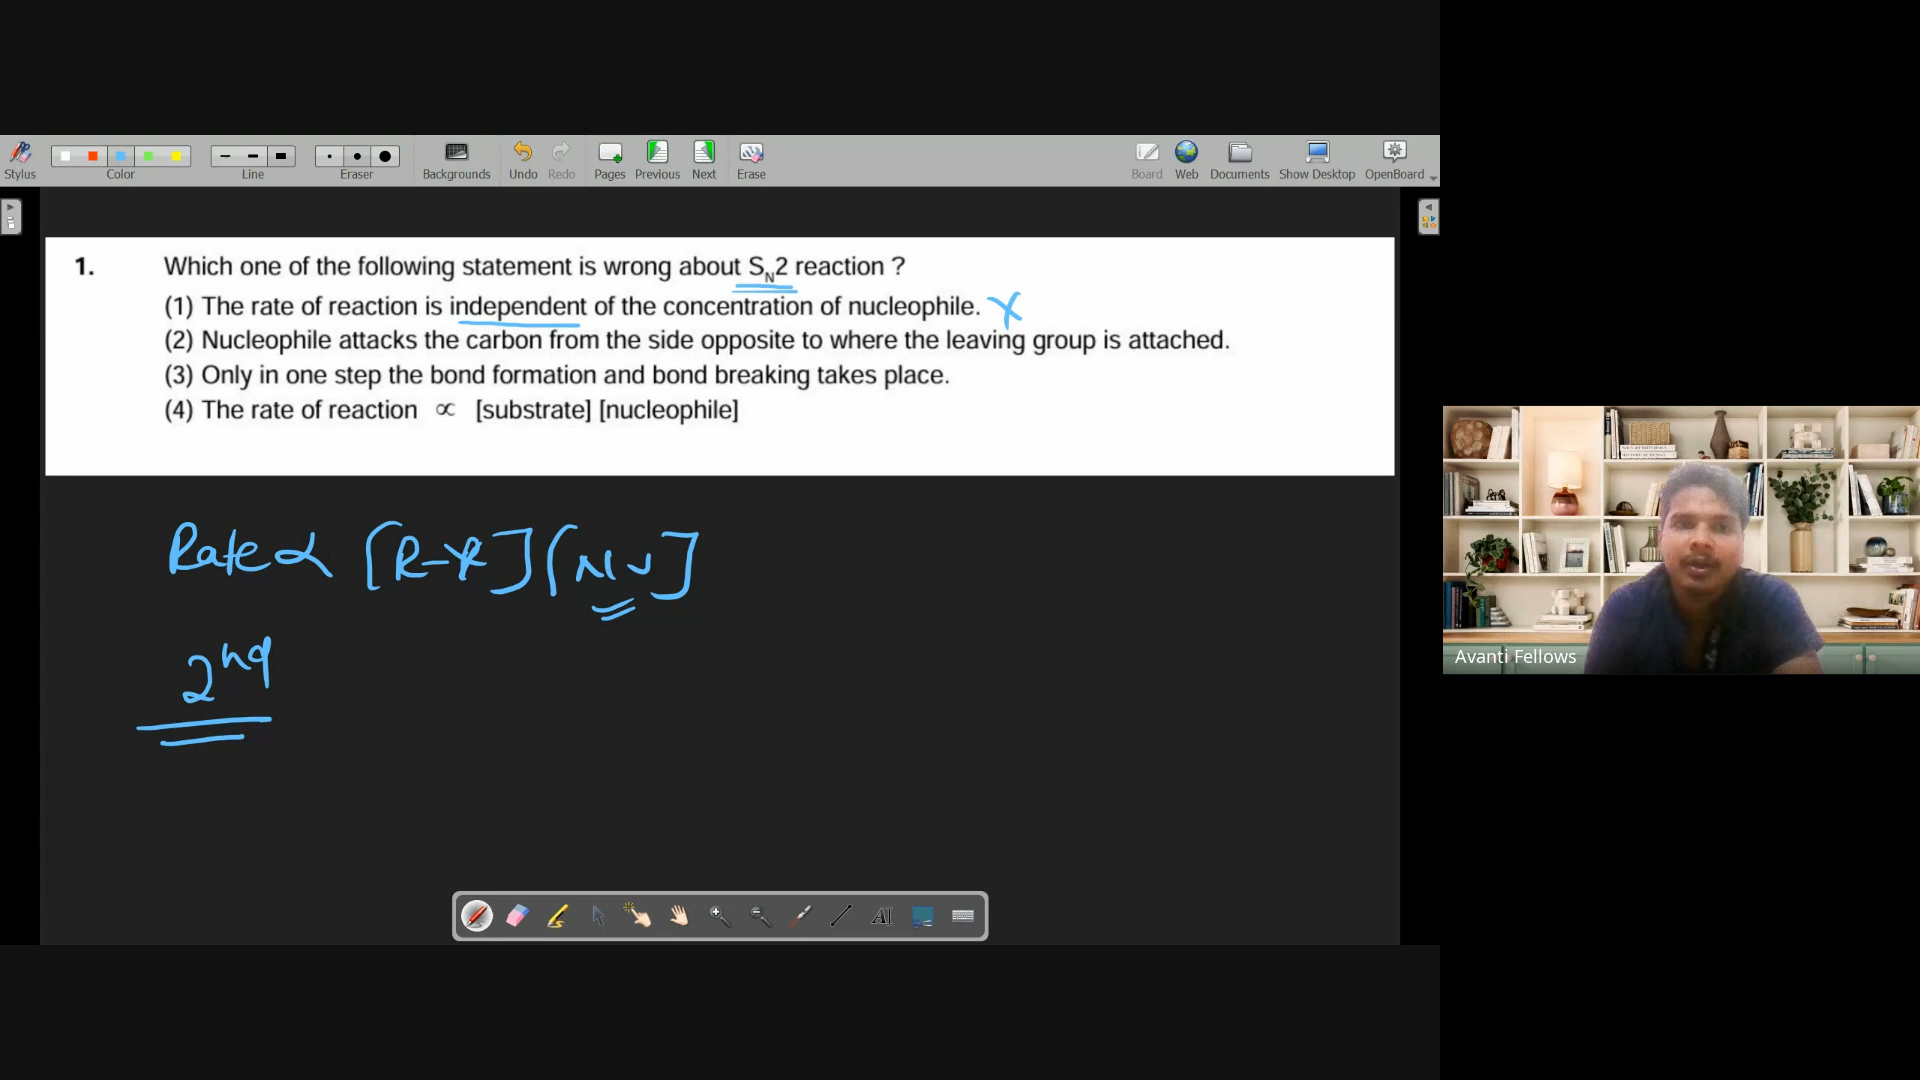 Stylus Color Line Eraser Backgrounds Undo Redo Pages Previous Next Erase Board Web Documents Show Desktop OpenBoard
1. Which one of the following statement is wrong about SN2 reaction ?
(1) The rate of reaction is independent of the concentration of nucleophile. X
(2) Nucleophile attacks the carbon from the side opposite to where the leaving group is attached.
(3) Only in one step the bond formation and bond breaking takes place.
(4) The rate of reaction ∝ [substrate] [nucleophile]
Rate ∝ [R-X] [Nu]
2nd
Avanti Fellows
AI